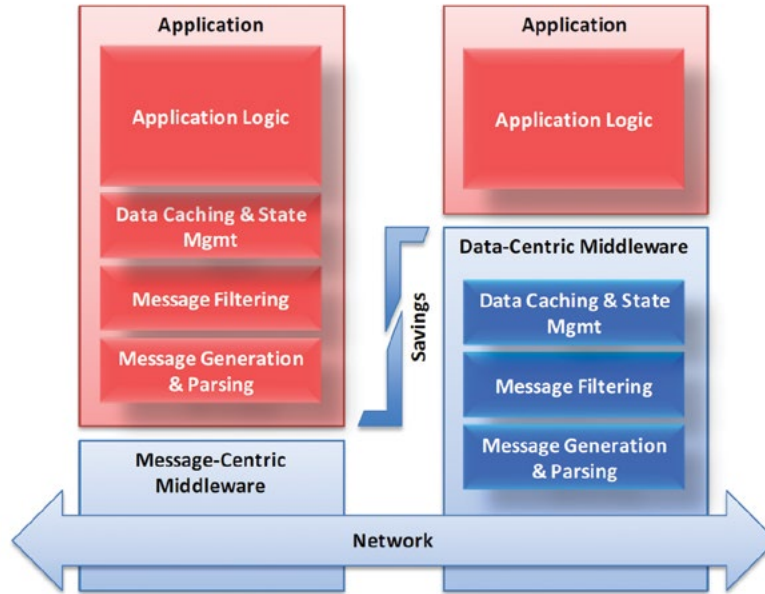 Application
Application Logic
Data Caching & State
Mgmt
Message Filtering
Message Generation
& Parsing
Message-Centric
Middleware
Savings
Application
Application Logic
Data-Centric Middleware
Data Caching & State
Mgmt
Message Filtering
Message Generation
& Parsing
Network